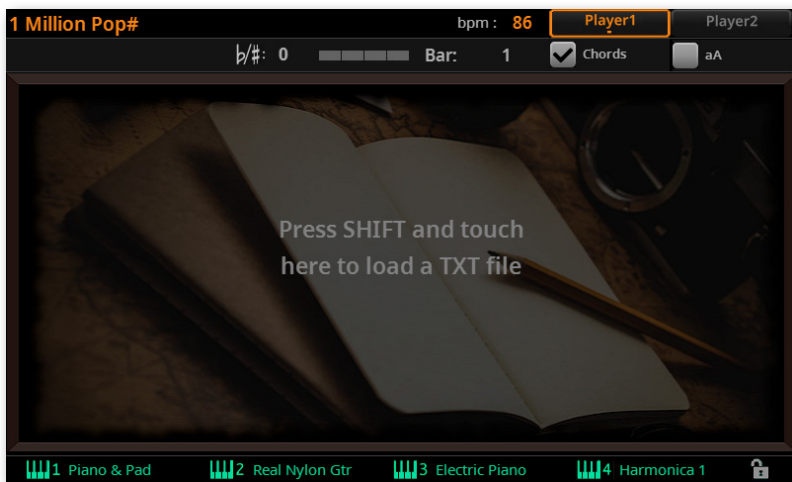 1 Million Pop#
bpm : 86
Player1
Player2
♭/♯: 0
Bar: 1
Chords
aA
Press SHIFT and touch
here to load a TXT file
1 Piano & Pad
2 Real Nylon Gtr
3 Electric Piano
4 Harmonica 1